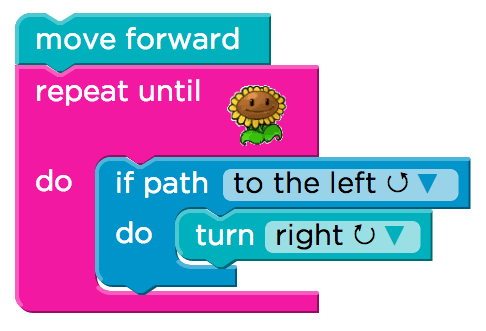 move forward
repeat until
do if path to the left ↺ ▼
do turn right ↻ ▼